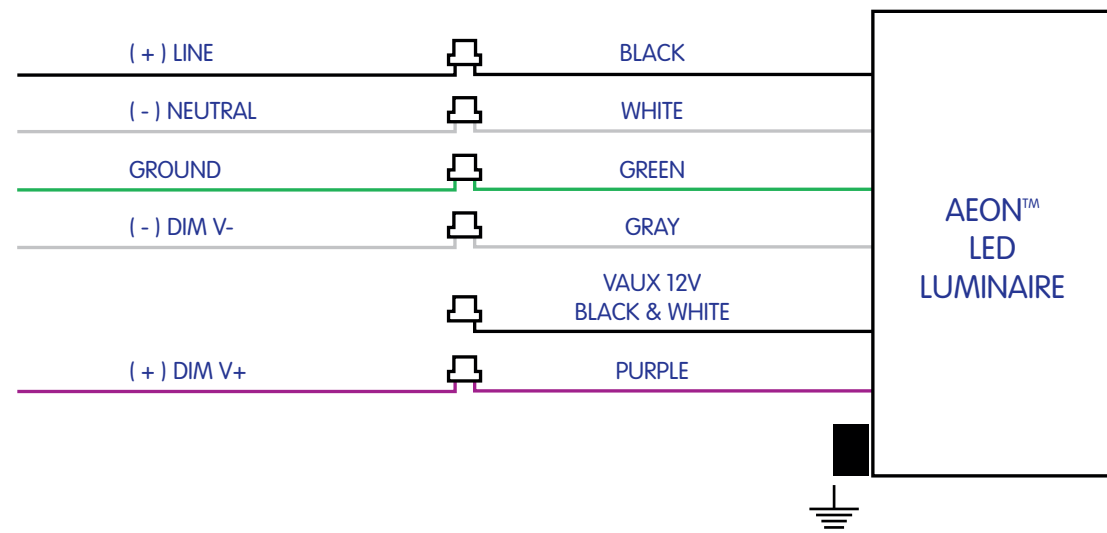 ( + ) LINE
BLACK
( - ) NEUTRAL
WHITE
GROUND
GREEN
( - ) DIM V-
GRAY
VAUX 12V
BLACK & WHITE
( + ) DIM V+
PURPLE
AEON™
LED
LUMINAIRE